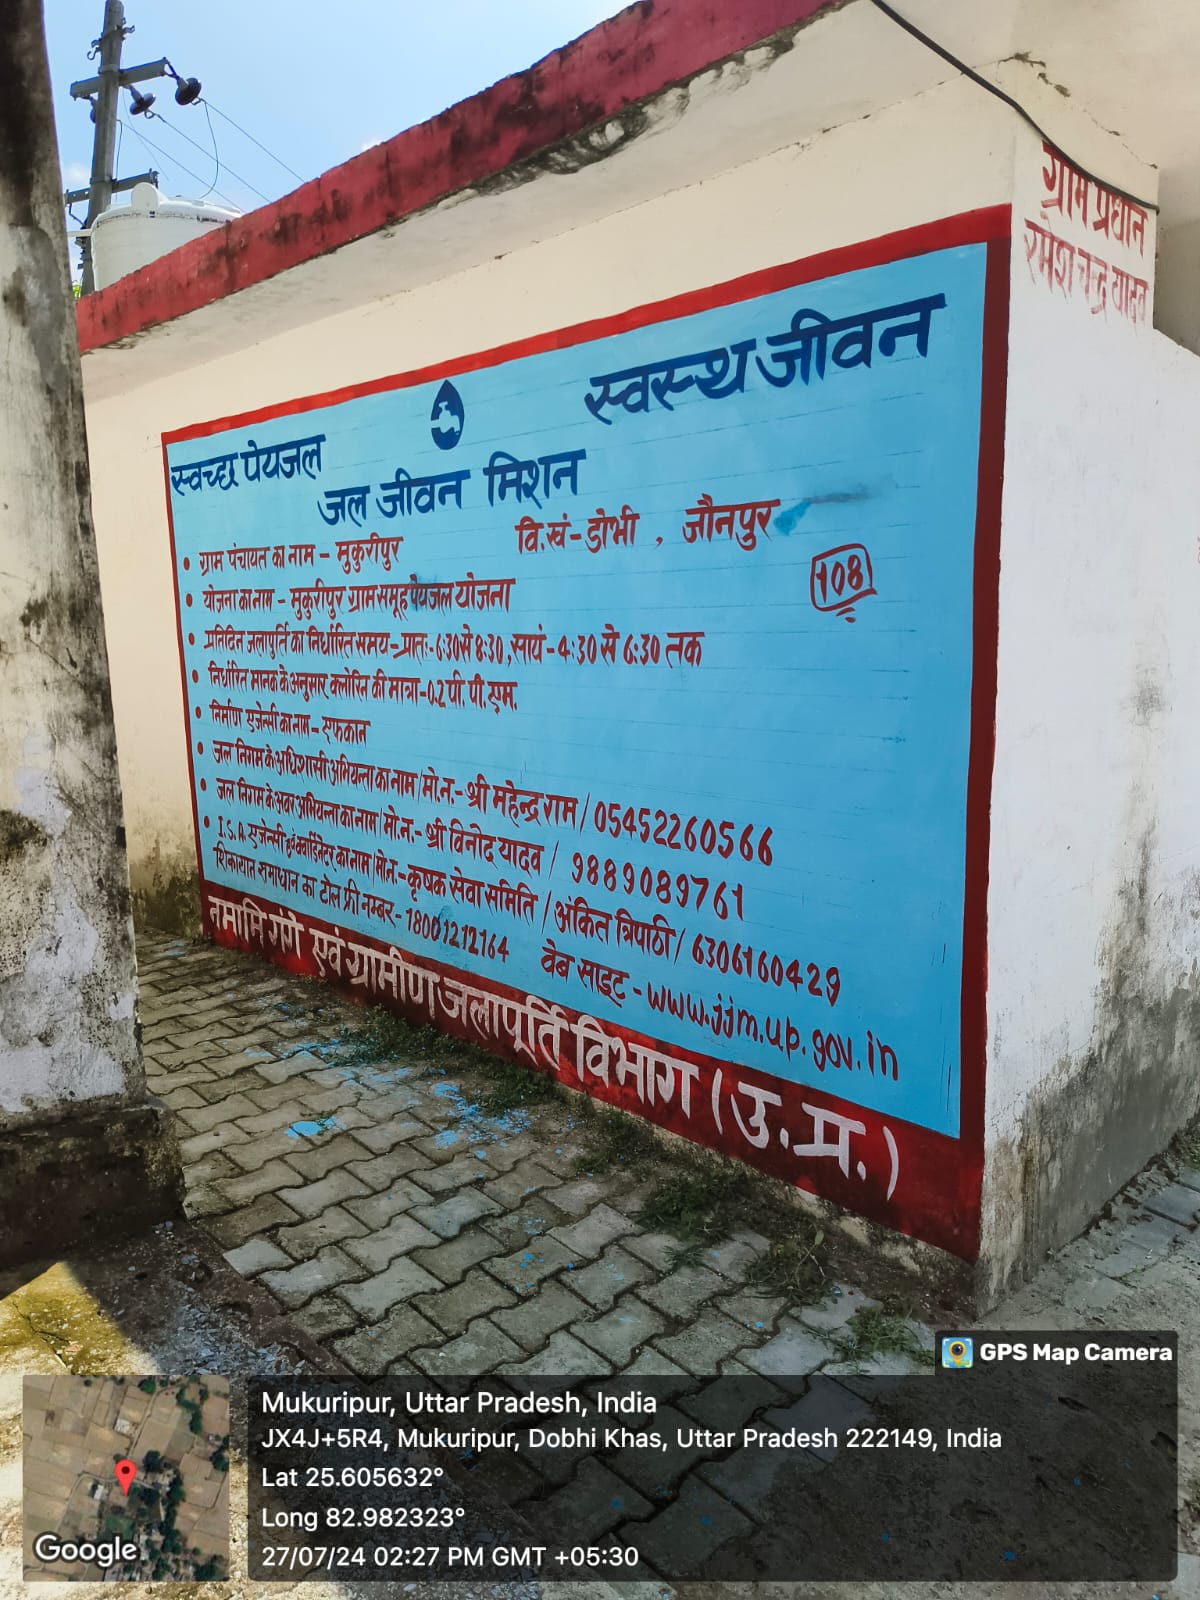 ग्राम प्रधान
रमेश चन्द्र यादव
स्वच्छ पेयजल
स्वस्थ जीवन
जल जीवन मिशन
• ग्राम पंचायत का नाम - मुकुरीपुर
वि.खं-डोभी , जौनपुर
108
• योजना का नाम - मुकुरीपुर ग्राम समूह पेयजल योजना
• प्रतिदिन जलापुर्ति का निर्धारित समय-प्रातः-6:30 से 8:30, सायं-4:30 से 6:30 तक
• निर्धारित मानक के अनुसार क्लोरिन की मात्रा-0.2 पी. पी. एम.
• निर्माण एजेन्सी का नाम - एफकान
• जल निगम के अधिशासी अभियन्ता का नाम/मो.न.- श्री महेन्द्र राम/ 05452260566
• जल निगम के अवर अभियन्ता का नाम/मो.न.- श्री विनोद यादव/ 9889089761
• I.S.A. एजेन्सी एवं क्वार्डिनेटर का नाम/मो.न.-कृषक सेवा समिति/अंकित त्रिपाठी/ 6306160429
शिकायत समाधान का टोल फ्री नम्बर- 18001212164 वेब साइट - www.jjm.up.gov.in
नमामि गंगे एवं ग्रामीण जलापूर्ति विभाग (उ.प्र.)
GPS Map Camera
Mukuripur, Uttar Pradesh, India
JX4J+5R4, Mukuripur, Dobhi Khas, Uttar Pradesh 222149, India
Lat 25.605632°
Long 82.982323°
27/07/24 02:27 PM GMT +05:30
Google